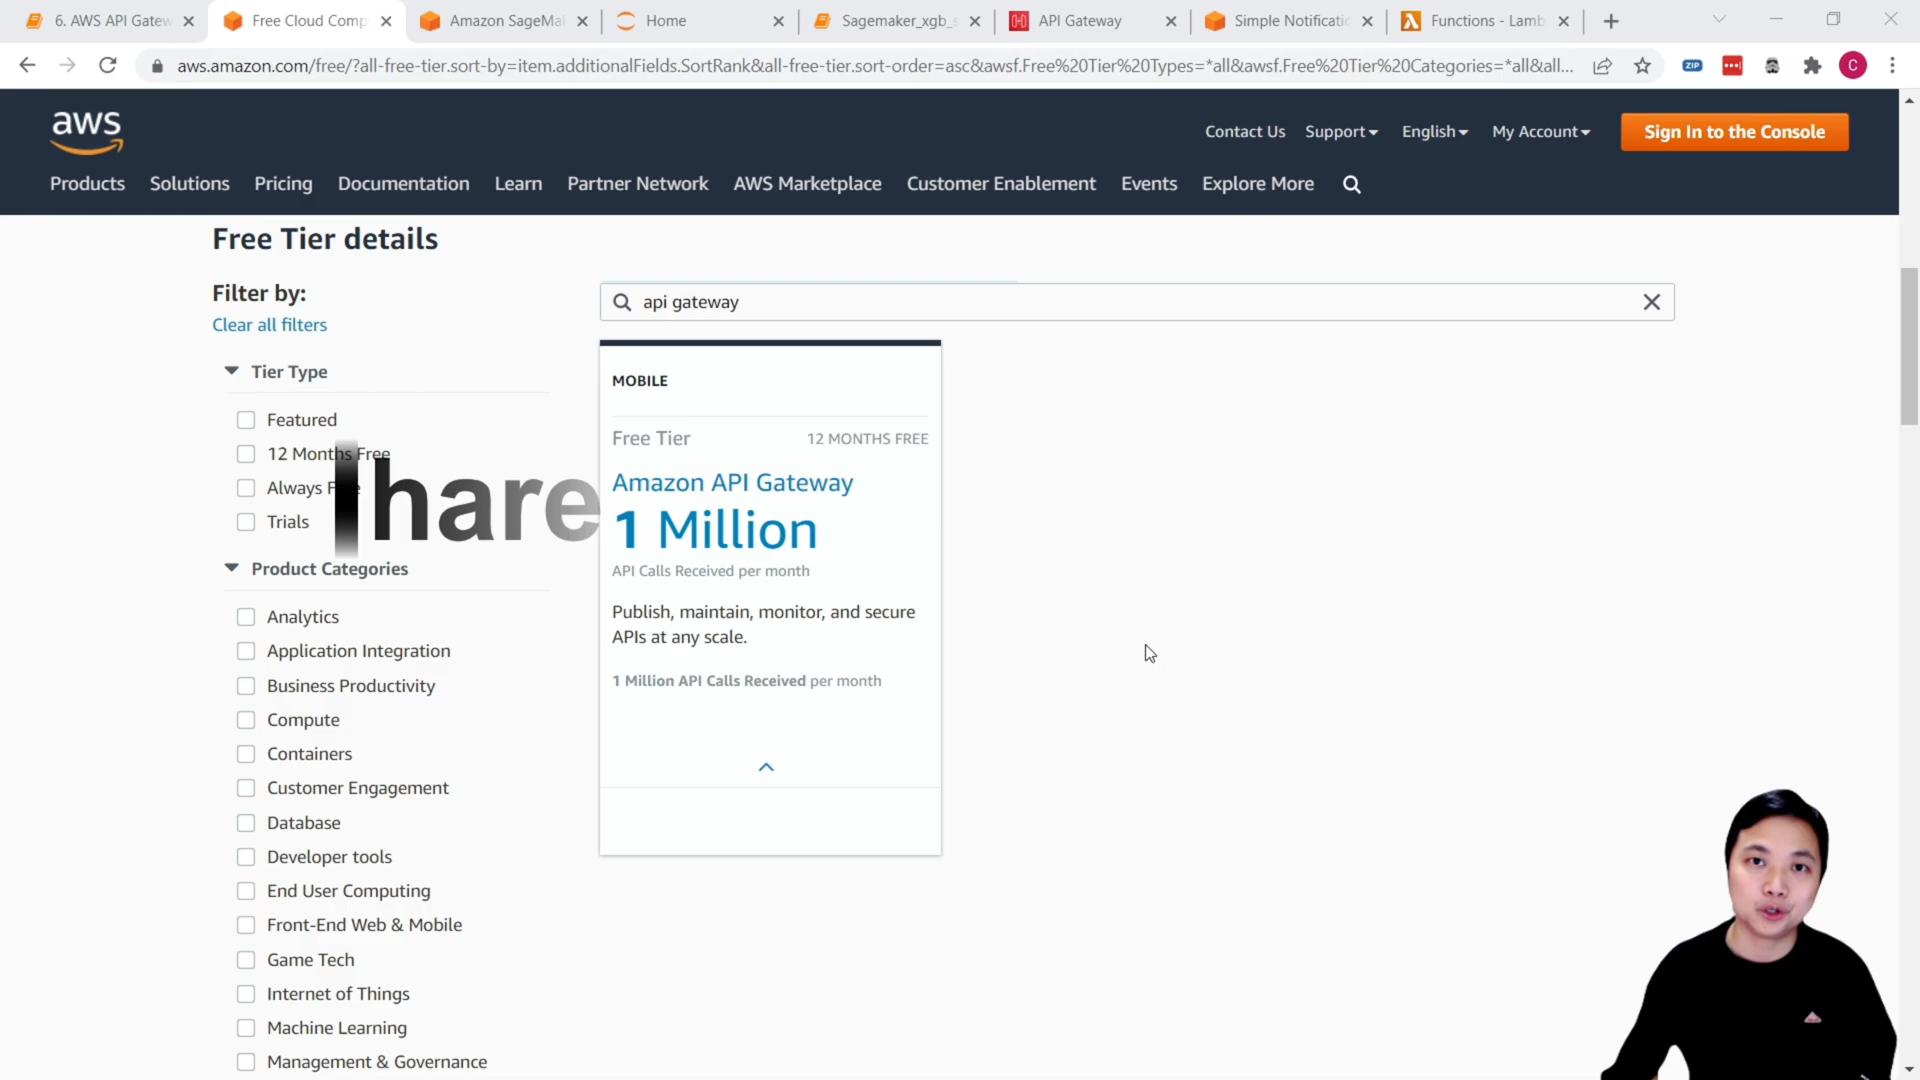 6. AWS API Gatew
Free Cloud Comp
Amazon SageMa
Home
Sagemaker_xgb_s
API Gateway
Simple Notificatio
Functions - Lamb
aws.amazon.com/free/?all-free-tier.sort-by=item.additionalFields.SortRank&all-free-tier.sort-order=asc&awsf.Free%20Tier%20Types=*all&awsf.Free%20Tier%20Categories=*all&all...
ZIP
C
aws
Contact Us
Support
English
My Account
Sign In to the Console
Products
Solutions
Pricing
Documentation
Learn
Partner Network
AWS Marketplace
Customer Enablement
Events
Explore More
Free Tier details
Filter by:
Clear all filters
api gateway
Tier Type
Featured
12 Months Free
Always
Trials
hare
Product Categories
Analytics
Application Integration
Business Productivity
Compute
Containers
Customer Engagement
Database
Developer tools
End User Computing
Front-End Web & Mobile
Game Tech
Internet of Things
Machine Learning
Management & Governance
MOBILE
Free Tier
12 MONTHS FREE
Amazon API Gateway
1 Million
API Calls Received per month
Publish, maintain, monitor, and secure
APIs at any scale.
1 Million API Calls Received per month